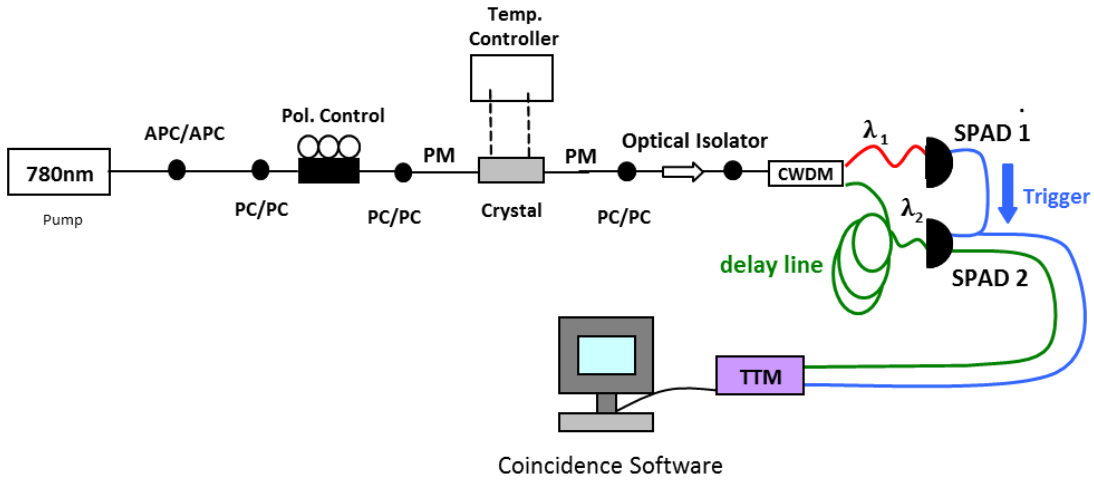 Temp.
Controller
Pol. Control
APC/APC
PM
PM
Optical Isolator
λ1
SPAD 1
780nm
CWDM
Trigger
Pump
PC/PC
PC/PC
Crystal
PC/PC
λ2
delay line
SPAD 2
TTM
Coincidence Software